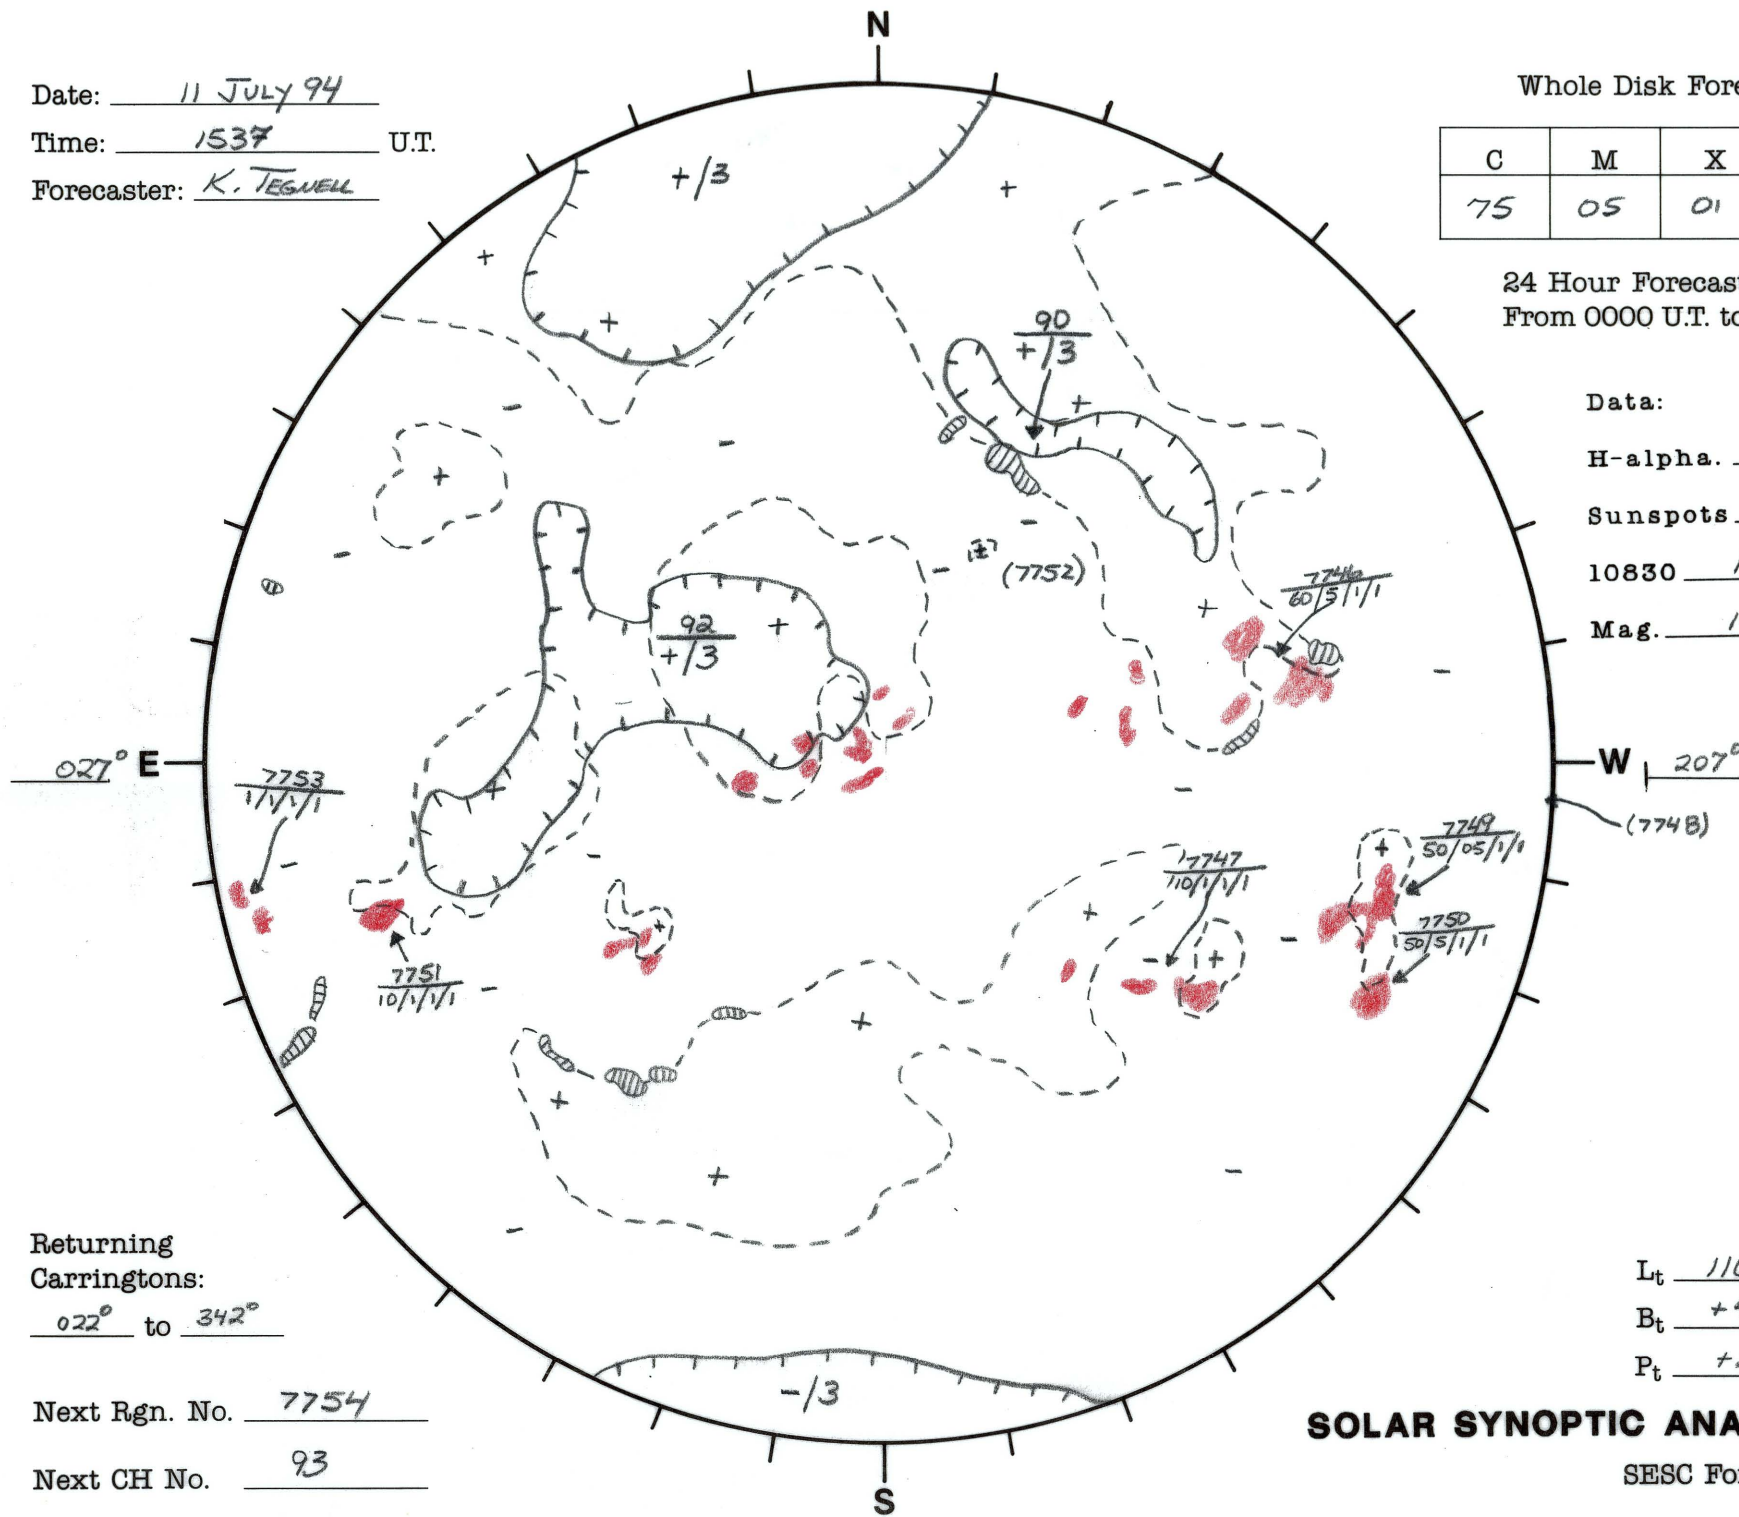 N
Date: 11 JULY 94
Time: 1537 U.T.
Forecaster: K. TEGNELL
Whole Disk Fore
C M X
75 05 01
24 Hour Forecas
From 0000 U.T. to
Data:
H-alpha.
Sunspots
10830
Mag.
+/3
90
+/3
(7752)
7746
60/5/1/1
92
+/3
027° E
W 207°
7753
1/1/1/1
(7748)
7749
50/05/1/1
7747
110/1/1/1
7750
50/5/1/1
7751
10/1/1/1
Returning
Carringtons:
022° to 342°
Lt 110
Bt +
Pt +
-/3
Next Rgn. No. 7754
Next CH No. 93
SOLAR SYNOPTIC ANA
SESC Fo
S